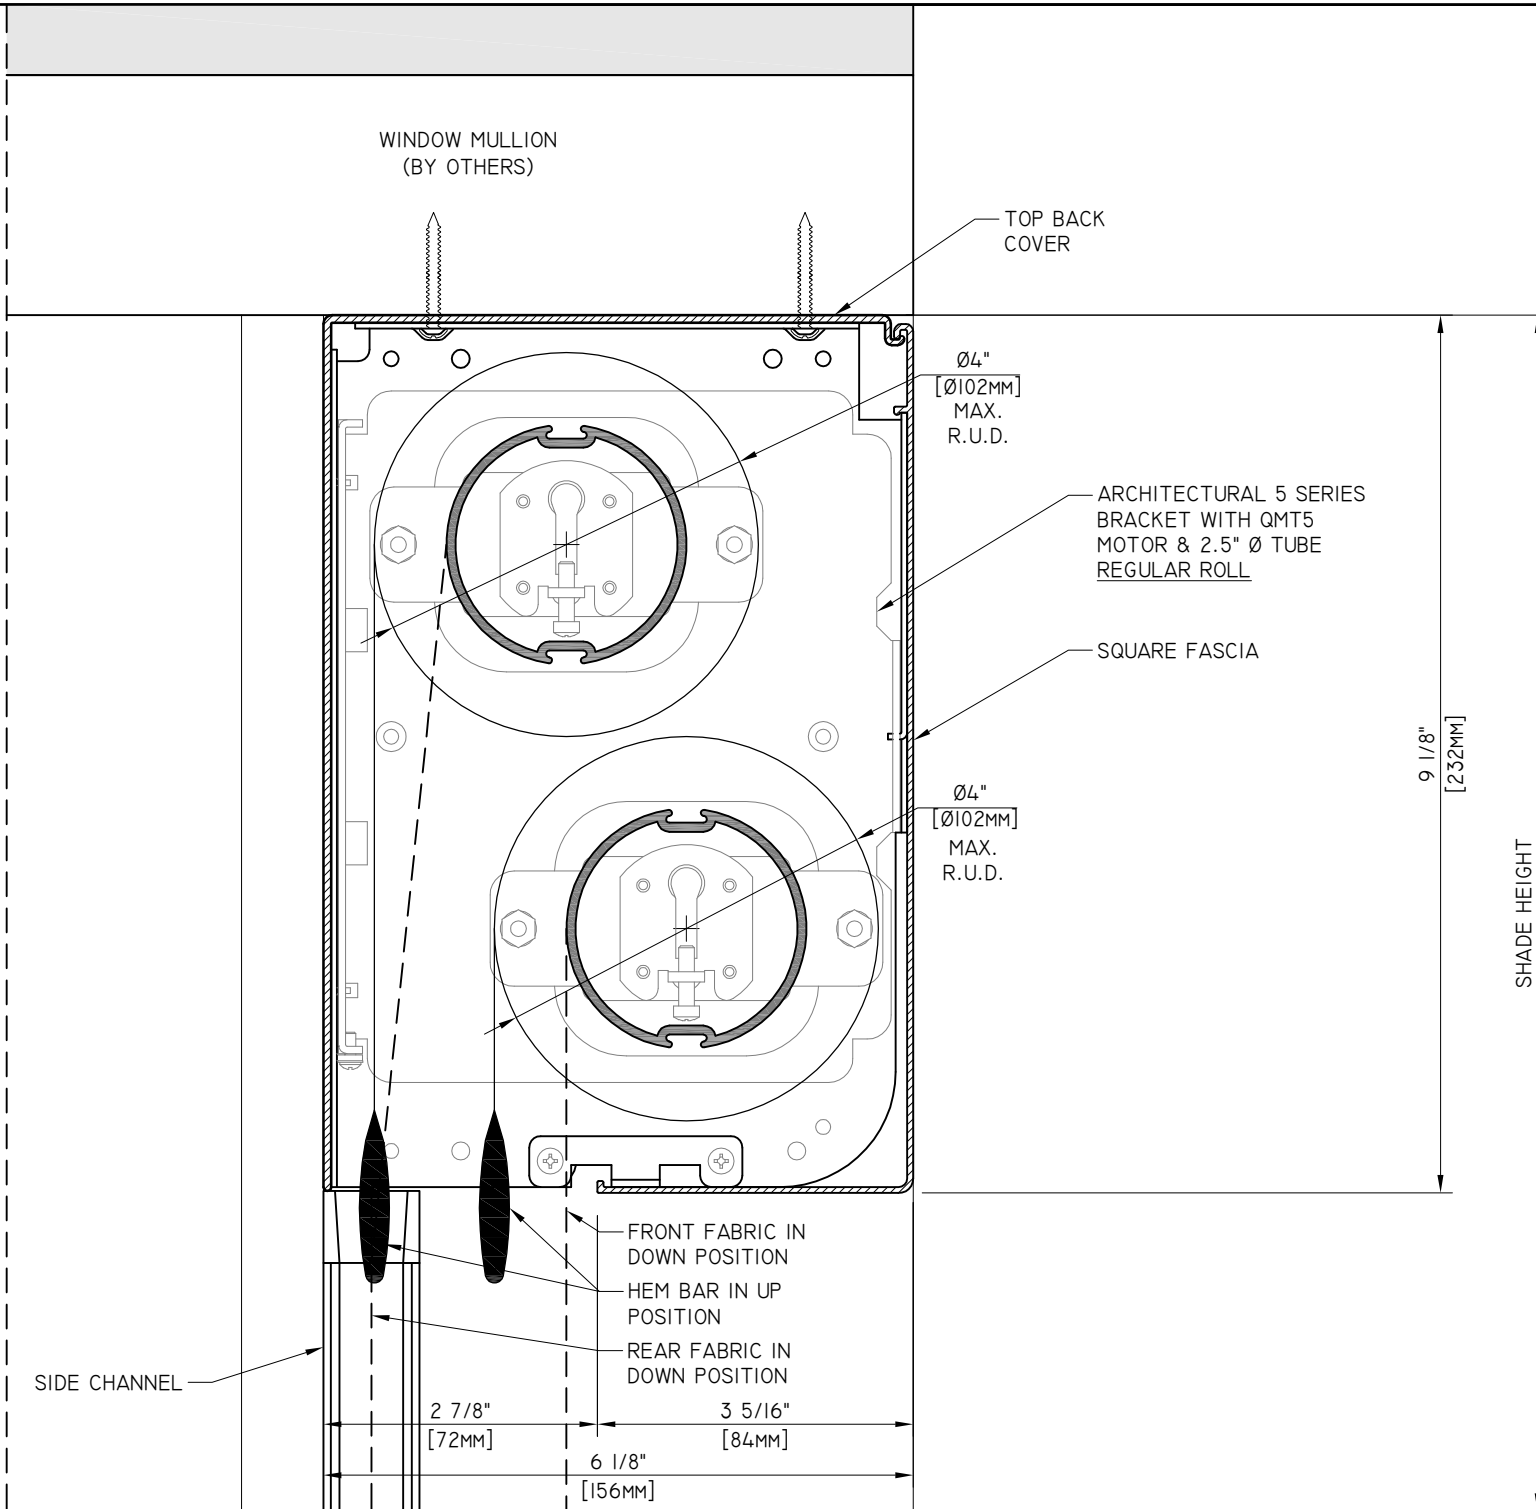 WINDOW MULLION
(BY OTHERS)
TOP BACK
COVER
Ø4"
[Ø102MM]
MAX.
R.U.D.
ARCHITECTURAL 5 SERIES
BRACKET WITH QMT5
MOTOR & 2.5" Ø TUBE
REGULAR ROLL
SQUARE FASCIA
9 1/8"
[232MM]
Ø4"
[Ø102MM]
MAX.
R.U.D.
SHADE HEIGHT
FRONT FABRIC IN
DOWN POSITION
HEM BAR IN UP
POSITION
REAR FABRIC IN
DOWN POSITION
SIDE CHANNEL
2 7/8"
[72MM]
3 5/16"
[84MM]
6 1/8"
[156MM]